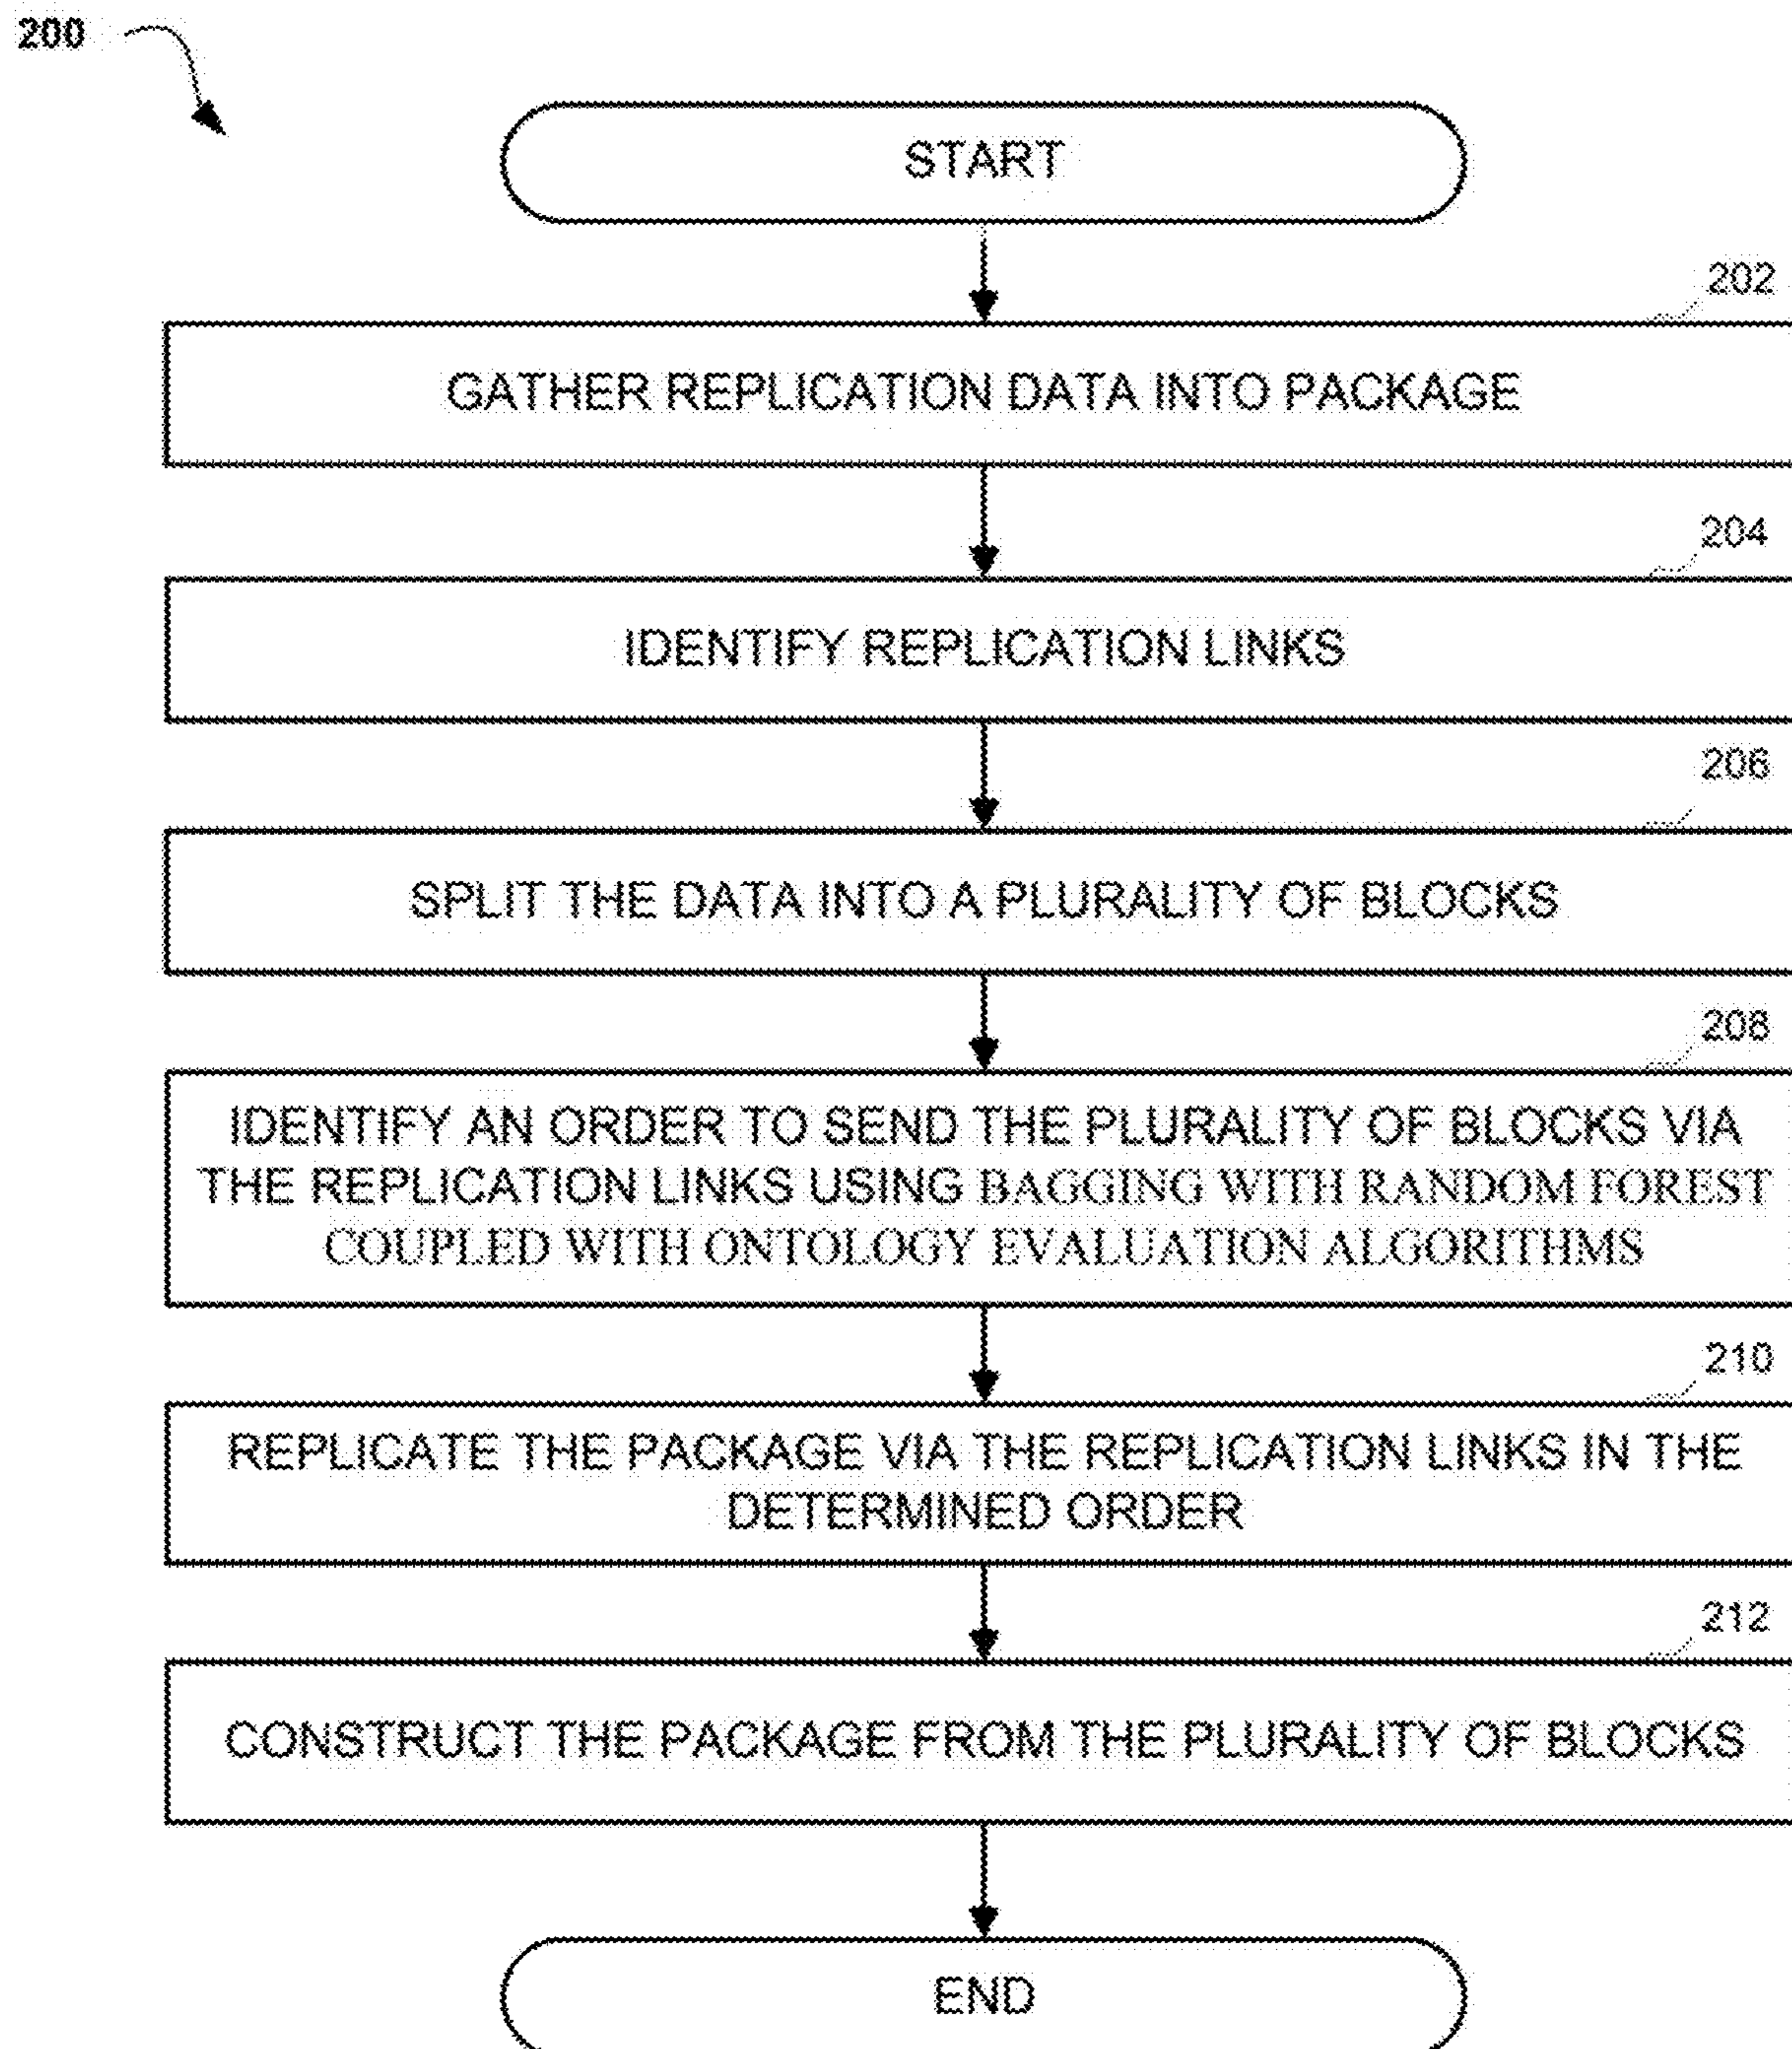 200
START
202
GATHER REPLICATION DATA INTO PACKAGE
204
IDENTIFY REPLICATION LINKS
206
SPLIT THE DATA INTO A PLURALITY OF BLOCKS
208
IDENTIFY AN ORDER TO SEND THE PLURALITY OF BLOCKS VIA
THE REPLICATION LINKS USING BAGGING WITH RANDOM FOREST
COUPLED WITH ONTOLOGY EVALUATION ALGORITHMS
210
REPLICATE THE PACKAGE VIA THE REPLICATION LINKS IN THE
DETERMINED ORDER
212
CONSTRUCT THE PACKAGE FROM THE PLURALITY OF BLOCKS
END